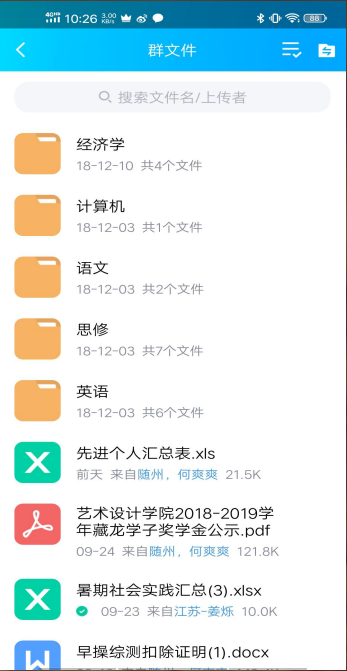 10:26 3.00 KB/s 88
群文件
搜索文件名/上传者
经济学
18-12-10 共4个文件
计算机
18-12-03 共1个文件
语文
18-12-03 共2个文件
思修
18-12-03 共7个文件
英语
18-12-03 共6个文件
先进个人汇总表.xls
前天 来自随州，何爽爽 21.5K
艺术设计学院2018-2019学
年藏龙学子奖学金公示.pdf
09-24 来自随州，何爽爽 121.8K
暑期社会实践汇总(3).xlsx
09-23 来自江苏-姜烁 10.0K
早操综测扣除证明(1).docx